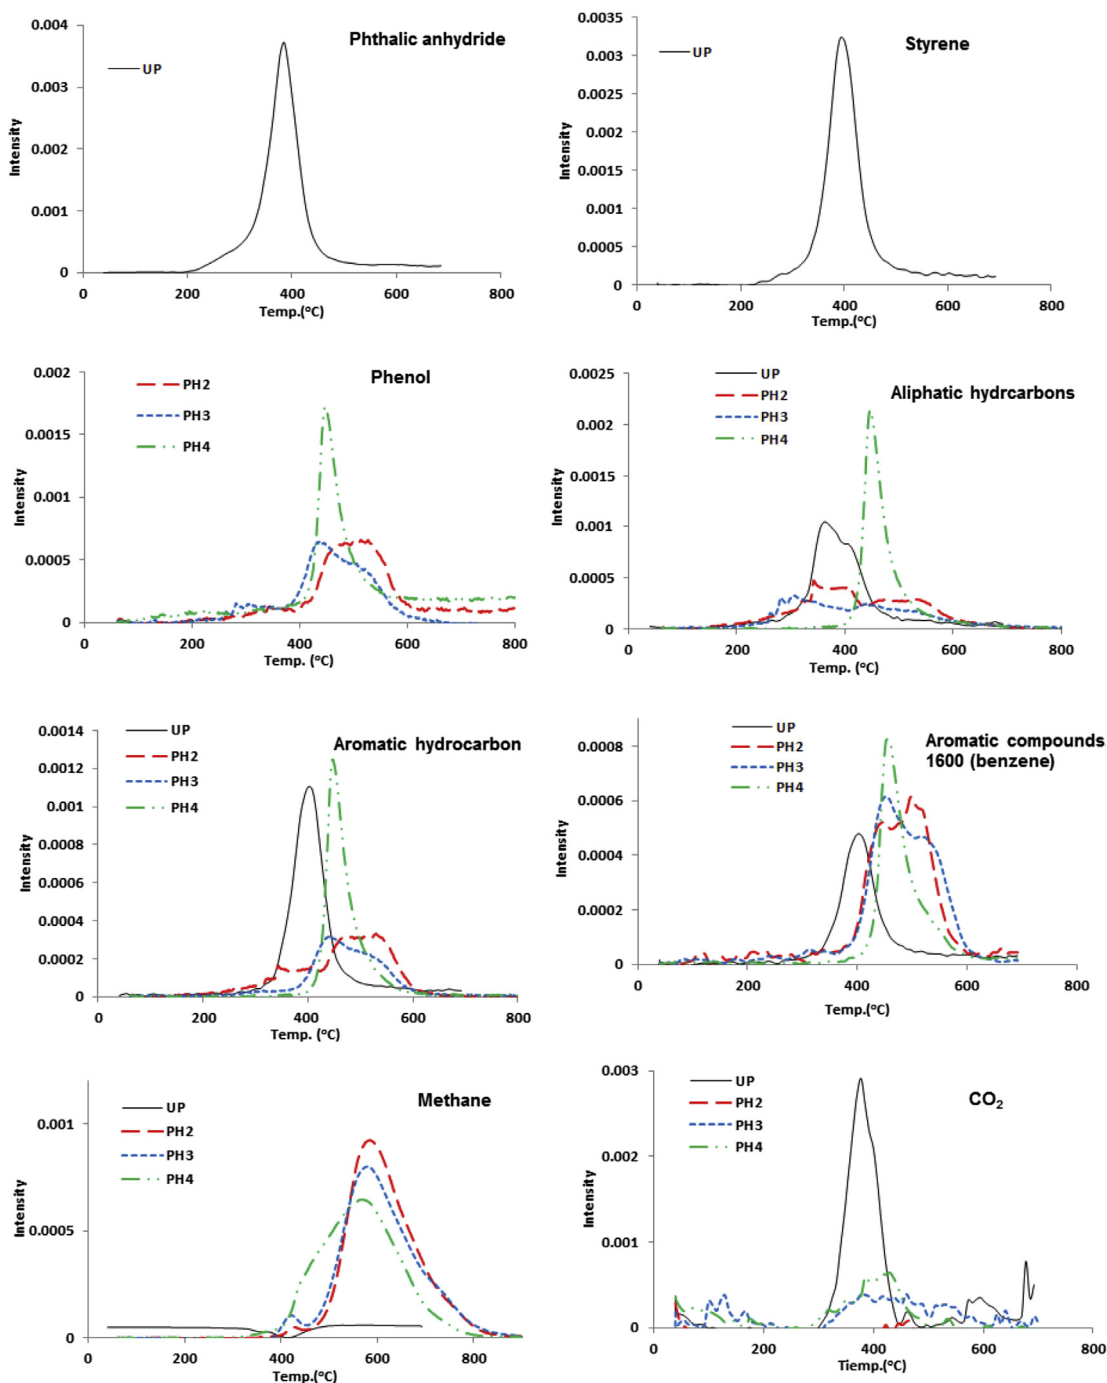 Phthalic anhydride
UP
0.004
0.003
0.002
0.001
0
Intensity
0
200
400
600
800
Temp.(°C)
Styrene
UP
0.0035
0.003
0.0025
0.002
0.0015
0.001
0.0005
0
Intensity
0
200
400
600
800
Temp.(°C)
Phenol
PH2
PH3
PH4
0.002
0.0015
0.001
0.0005
0
Intensity
0
200
400
600
800
Temp. (°C)
Aliphatic hydrcarbons
UP
PH2
PH3
PH4
0.0025
0.002
0.0015
0.001
0.0005
0
Intensity
0
200
400
600
800
Temp. (°C)
Aromatic hydrocarbon
UP
PH2
PH3
PH4
0.0014
0.0012
0.001
0.0008
0.0006
0.0004
0.0002
0
Intensity
0
200
400
600
800
Temp. (°C)
Aromatic compounds
1600 (benzene)
UP
PH2
PH3
PH4
0.0008
0.0006
0.0004
0.0002
0
Intensity
0
200
400
600
800
Temp.(°C)
Methane
UP
PH2
PH3
PH4
0.001
0.0005
0
Intensity
0
200
400
600
800
Temp.(°C)
CO₂
UP
PH2
PH3
PH4
0.003
0.002
0.001
0
Intensity
0
200
400
600
800
Tiemp.(°C)